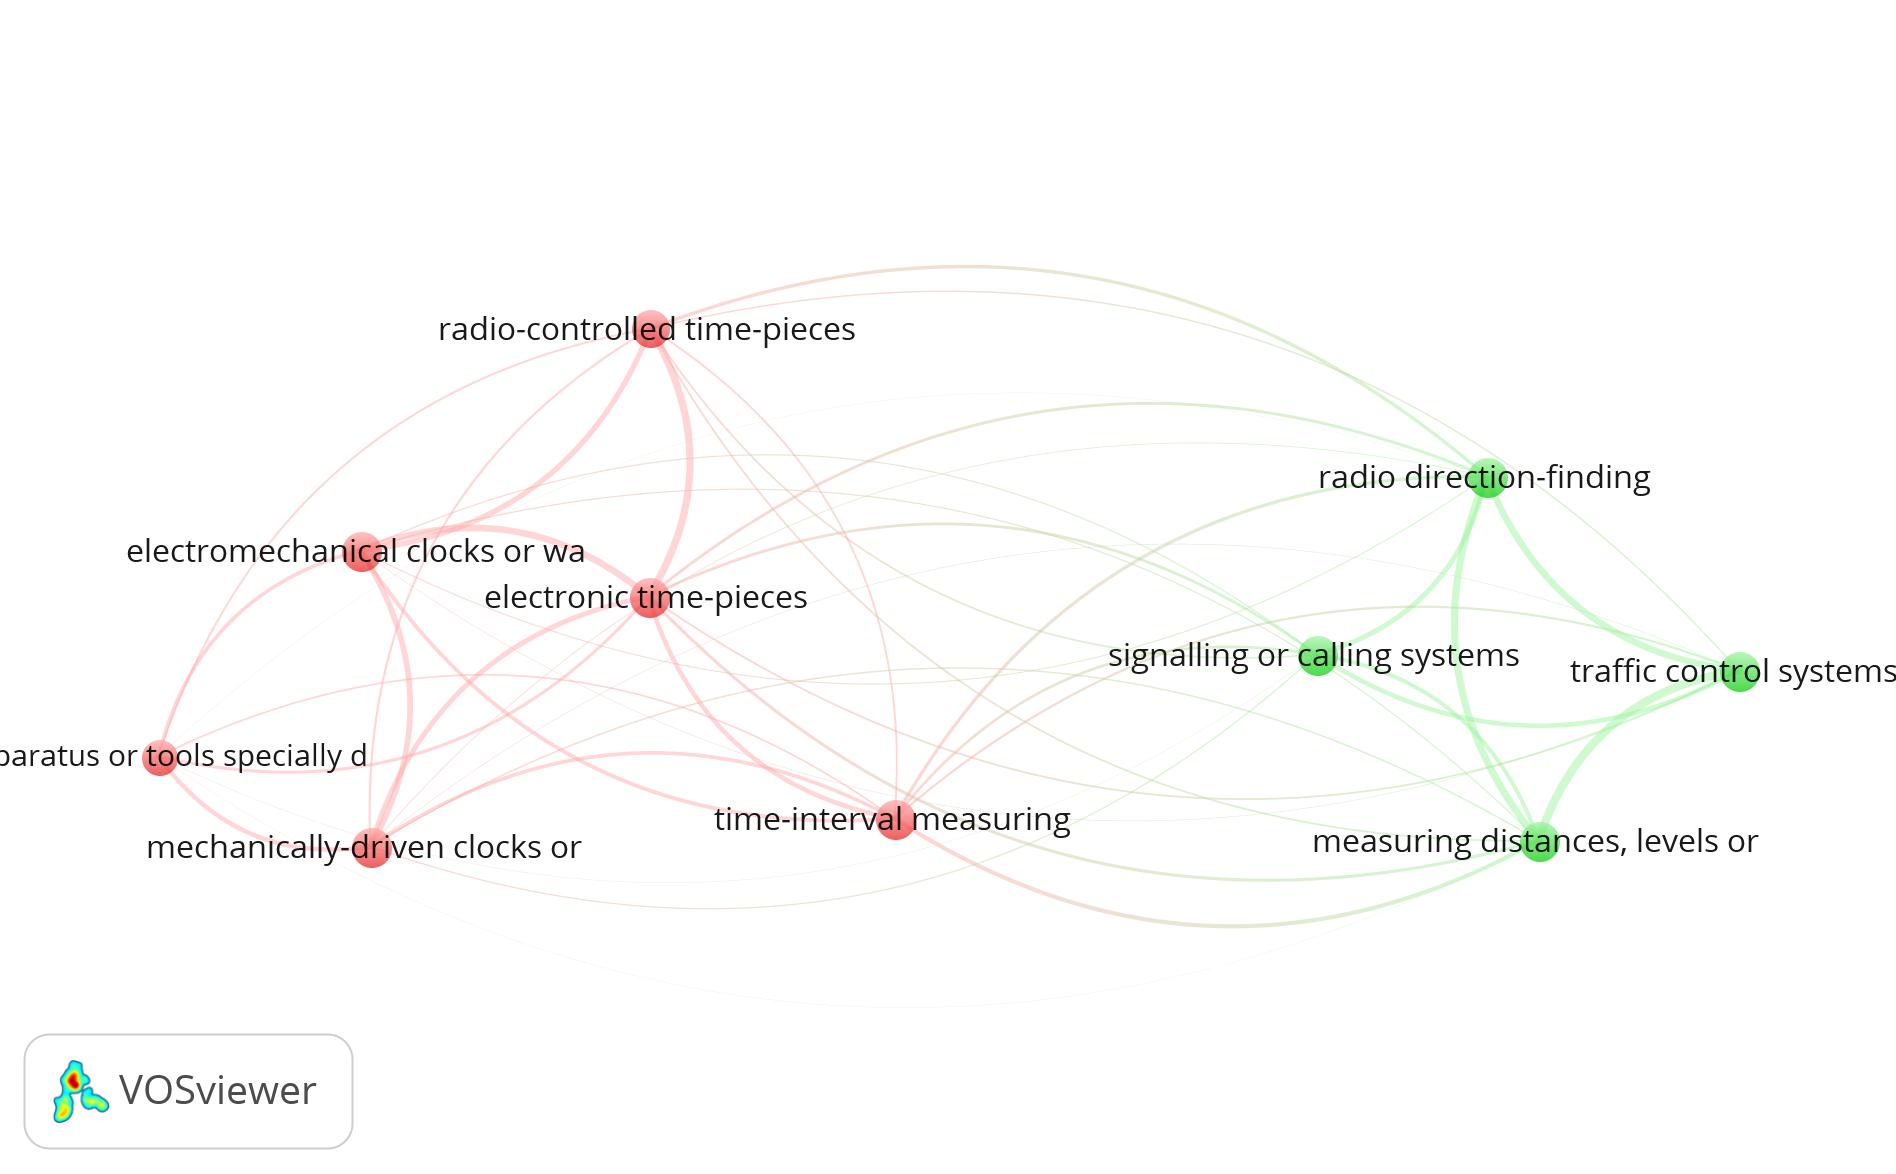 radio-controlled time-pieces
radio direction-finding
electromechanical clocks or wa
electronic time-pieces
signalling or calling systems
traffic control systems
or tools specially d
time-interval measuring
measuring distances, levels or
mechanically-driven clocks or
VOSviewer